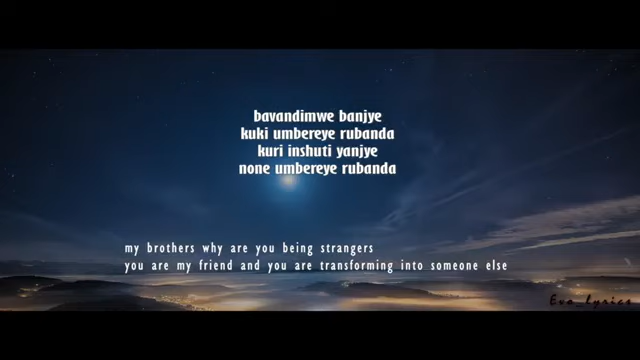 bavandimwe banjye
kuki umbereye rubanda
kuri inshuti yanjye
none umbereye rubanda
my brothers why are you being strangers
you are my friend and you are transforming into someone else
Evo_Lyrics